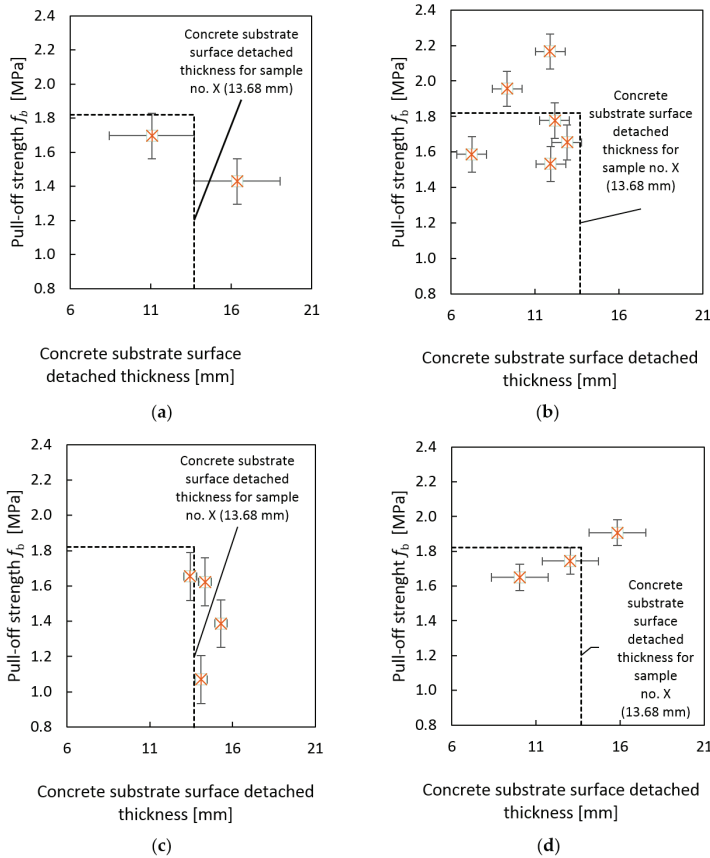 2.4
2.2
2.0
1.8
1.6
1.4
1.2
1.0
0.8
Pull-off strength fb [MPa]
Concrete substrate
surface detached
thickness for sample
no. X (13.68 mm)
6 11 16 21
Concrete substrate surface
detached thickness [mm]
(a)
2.4
2.2
2.0
1.8
1.6
1.4
1.2
1.0
0.8
Pull-off strength fb [MPa]
Concrete
substrate surface
detached
thickness for
sample no. X
(13.68 mm)
6 11 16 21
Concrete substrate surface detached
thickness [mm]
(b)
2.4
2.2
2.0
1.8
1.6
1.4
1.2
1.0
0.8
Pull-off strength fb [MPa]
Concrete substrate
surface detached
thickness for sample
no. X (13.68 mm)
6 11 16 21
Concrete substrate surface detached
thickness [mm]
(c)
2.4
2.2
2.0
1.8
1.6
1.4
1.2
1.0
0.8
Pull-off strenght fb [MPa]
Concrete
substrate
surface
detached
thickness for
sample
no. X
(13.68 mm)
6 11 16 21
Concrete substrate surface detached
thickness [mm]
(d)